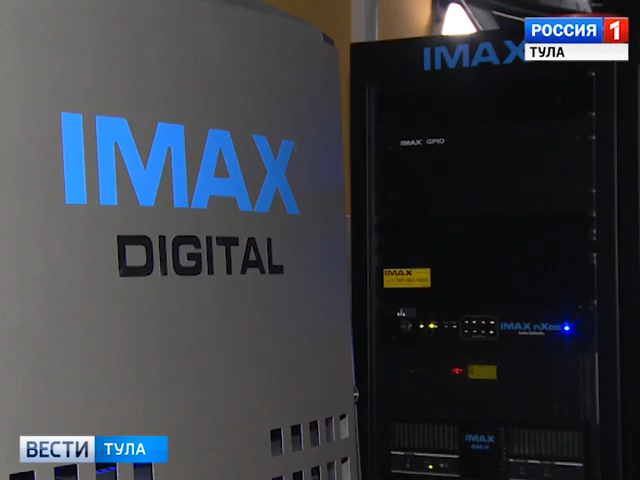 РОССИЯ 1
ТУЛА
IMAX
IMAX GPIO
IMAX
DIGITAL
IMAX
IMAX nXos
IMAX
ВЕСТИ ТУЛА